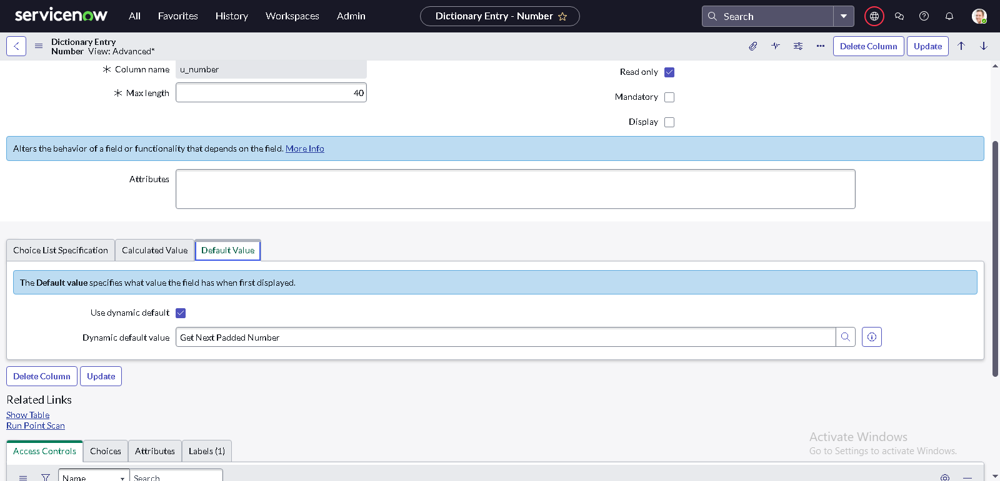 servicenow All Favorites History Workspaces Admin Dictionary Entry - Number Search
Dictionary Entry
Number View: Advanced*
Delete Column Update
Column name u_number
Read only
Max length 40
Mandatory
Display
Alters the behavior of a field or functionality that depends on the field. More Info
Attributes
Choice List Specification Calculated Value Default Value
The Default value specifies what value the field has when first displayed.
Use dynamic default
Dynamic default value Get Next Padded Number
Delete Column Update
Related Links
Show Table
Run Point Scan
Activate Windows
Go to Settings to activate Windows.
Access Controls Choices Attributes Labels (1)
Name Search